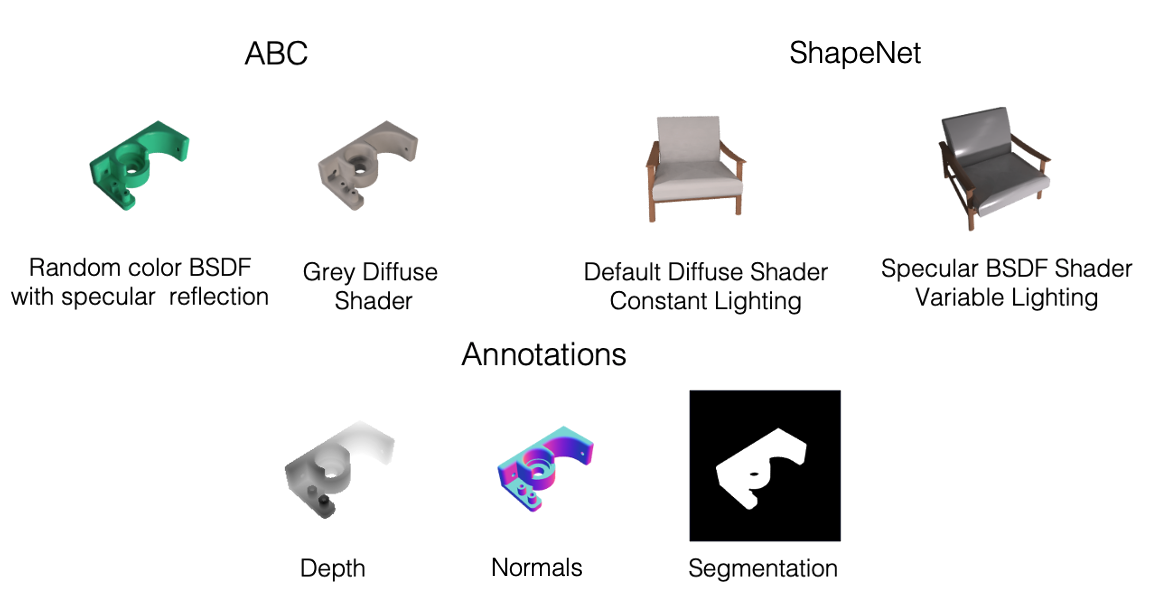 ABC
ShapeNet
Random color BSDF
with specular reflection
Grey Diffuse
Shader
Default Diffuse Shader
Constant Lighting
Specular BSDF Shader
Variable Lighting
Annotations
Depth
Normals
Segmentation